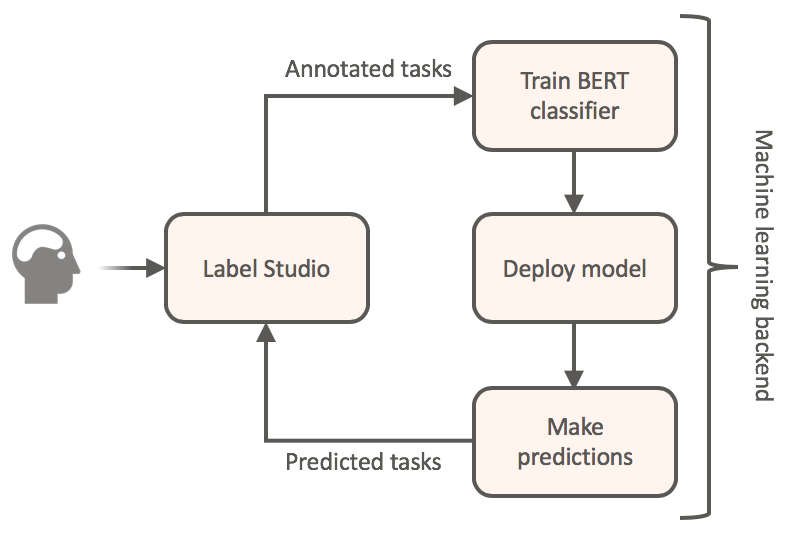 Annotated tasks
Train BERT
classifier
Label Studio
Deploy model
Make
predictions
Predicted tasks
Machine learning backend